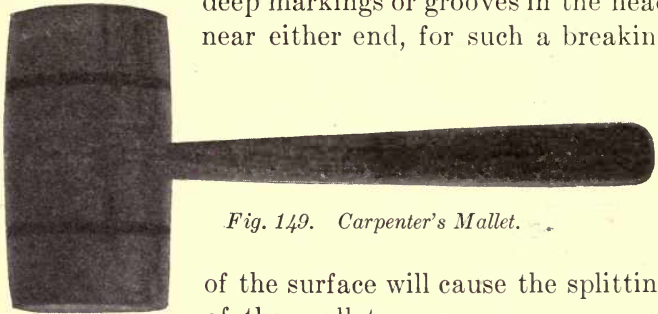 deep markings or grooves in the head
near either end, for such a breakin
Fig. 149. Carpenter's Mallet.
of the surface will cause the splittin
of the mallet